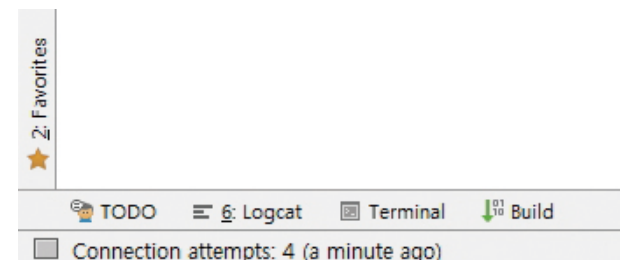 2: Favorites
TODO 6: Logcat Terminal Build
Connection attempts: 4 (a minute ago)